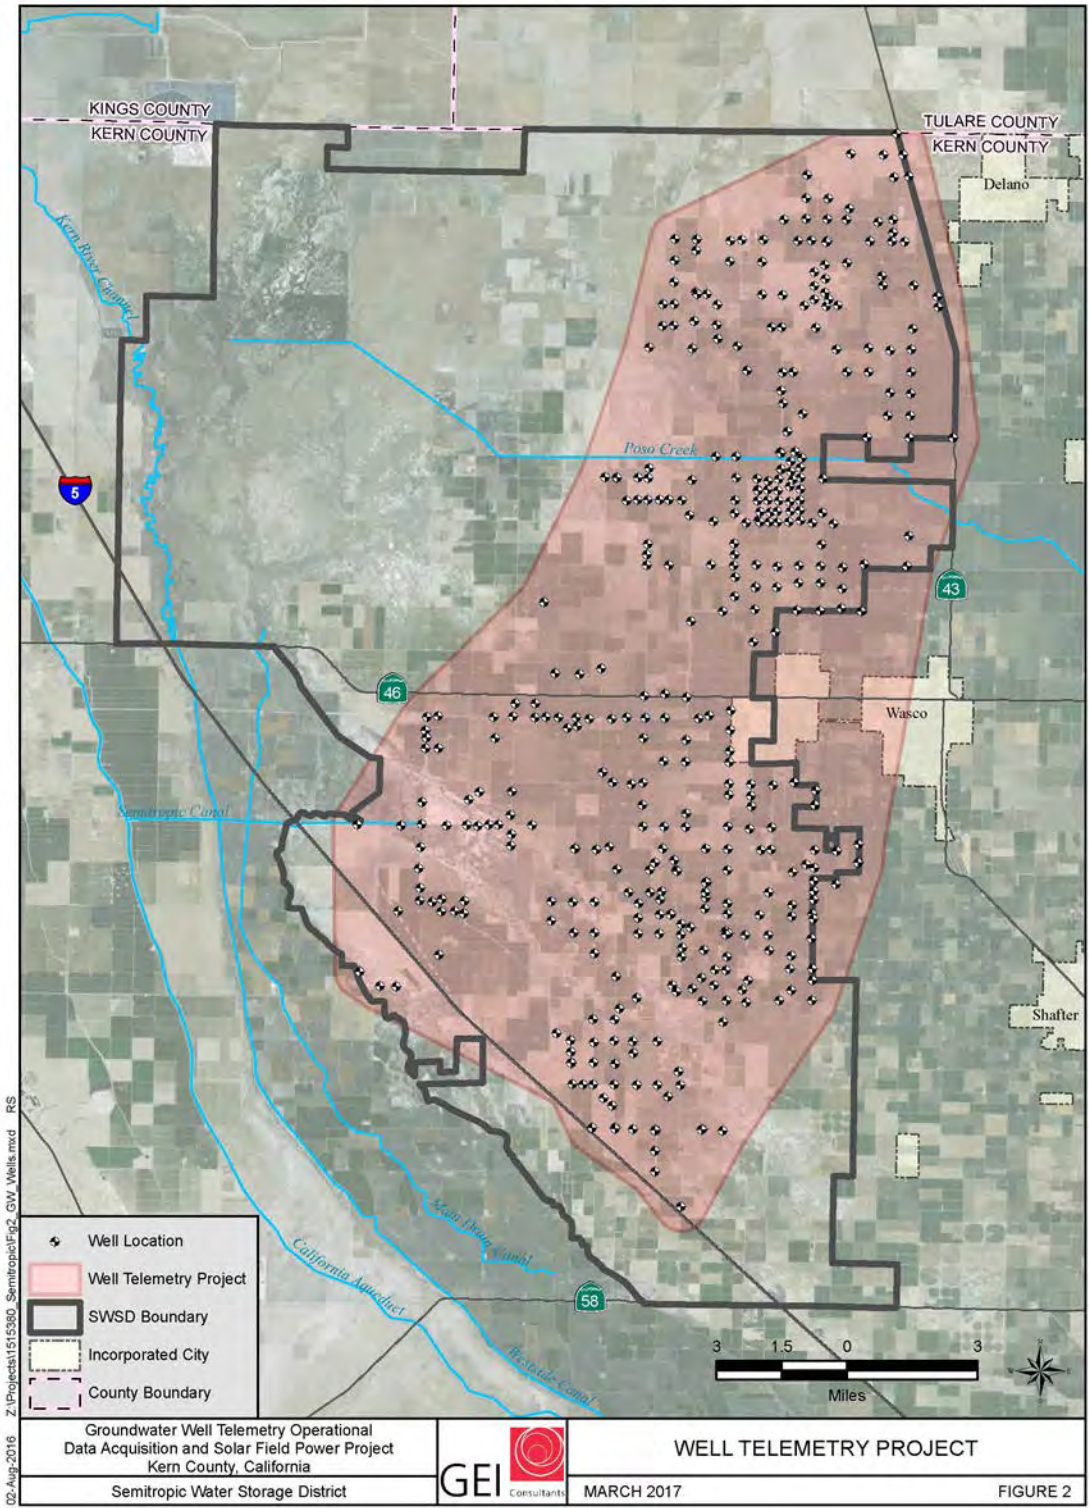 KINGS COUNTY
KERN COUNTY
TULARE COUNTY
KERN COUNTY
Delano
Kern River Channel
Poso Creek
5
43
46
Wasco
Semitropic Canal
Shafter
Main Drain Canal
California Aqueduct
58
Westside Canal
Well Location
Well Telemetry Project
SWSD Boundary
Incorporated City
County Boundary
3 1.5 0 3
Miles
N
W E
S
02-Aug-2016 Z:\Projects\1515380_Semitropic\Fig2_GW_Wells.mxd RS
Groundwater Well Telemetry Operational
Data Acquisition and Solar Field Power Project
Kern County, California
Semitropic Water Storage District
GEI Consultants
WELL TELEMETRY PROJECT
MARCH 2017
FIGURE 2